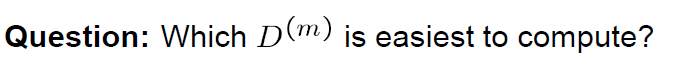 Question: Which D^(m) is easiest to compute?